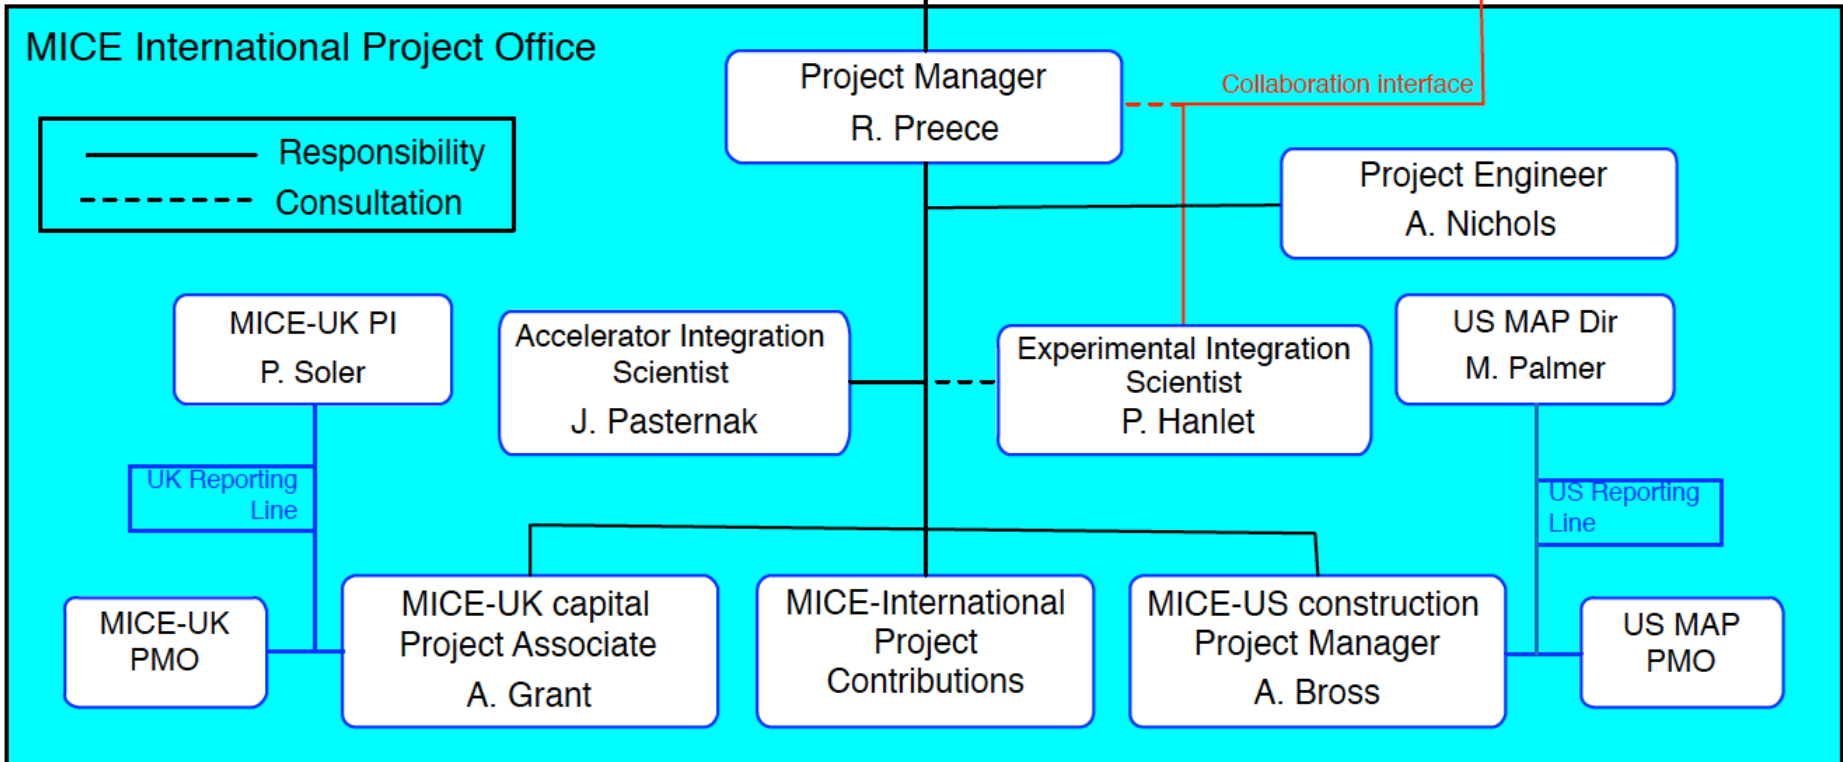 MICE International Project Office
Responsibility
Consultation
Project Manager
R. Preece
Collaboration interface
Project Engineer
A. Nichols
MICE-UK PI
P. Soler
Accelerator Integration
Scientist
J. Pasternak
Experimental Integration
Scientist
P. Hanlet
US MAP Dir
M. Palmer
UK Reporting
Line
US Reporting
Line
MICE-UK
PMO
MICE-UK capital
Project Associate
A. Grant
MICE-International
Project
Contributions
MICE-US construction
Project Manager
A. Bross
US MAP
PMO